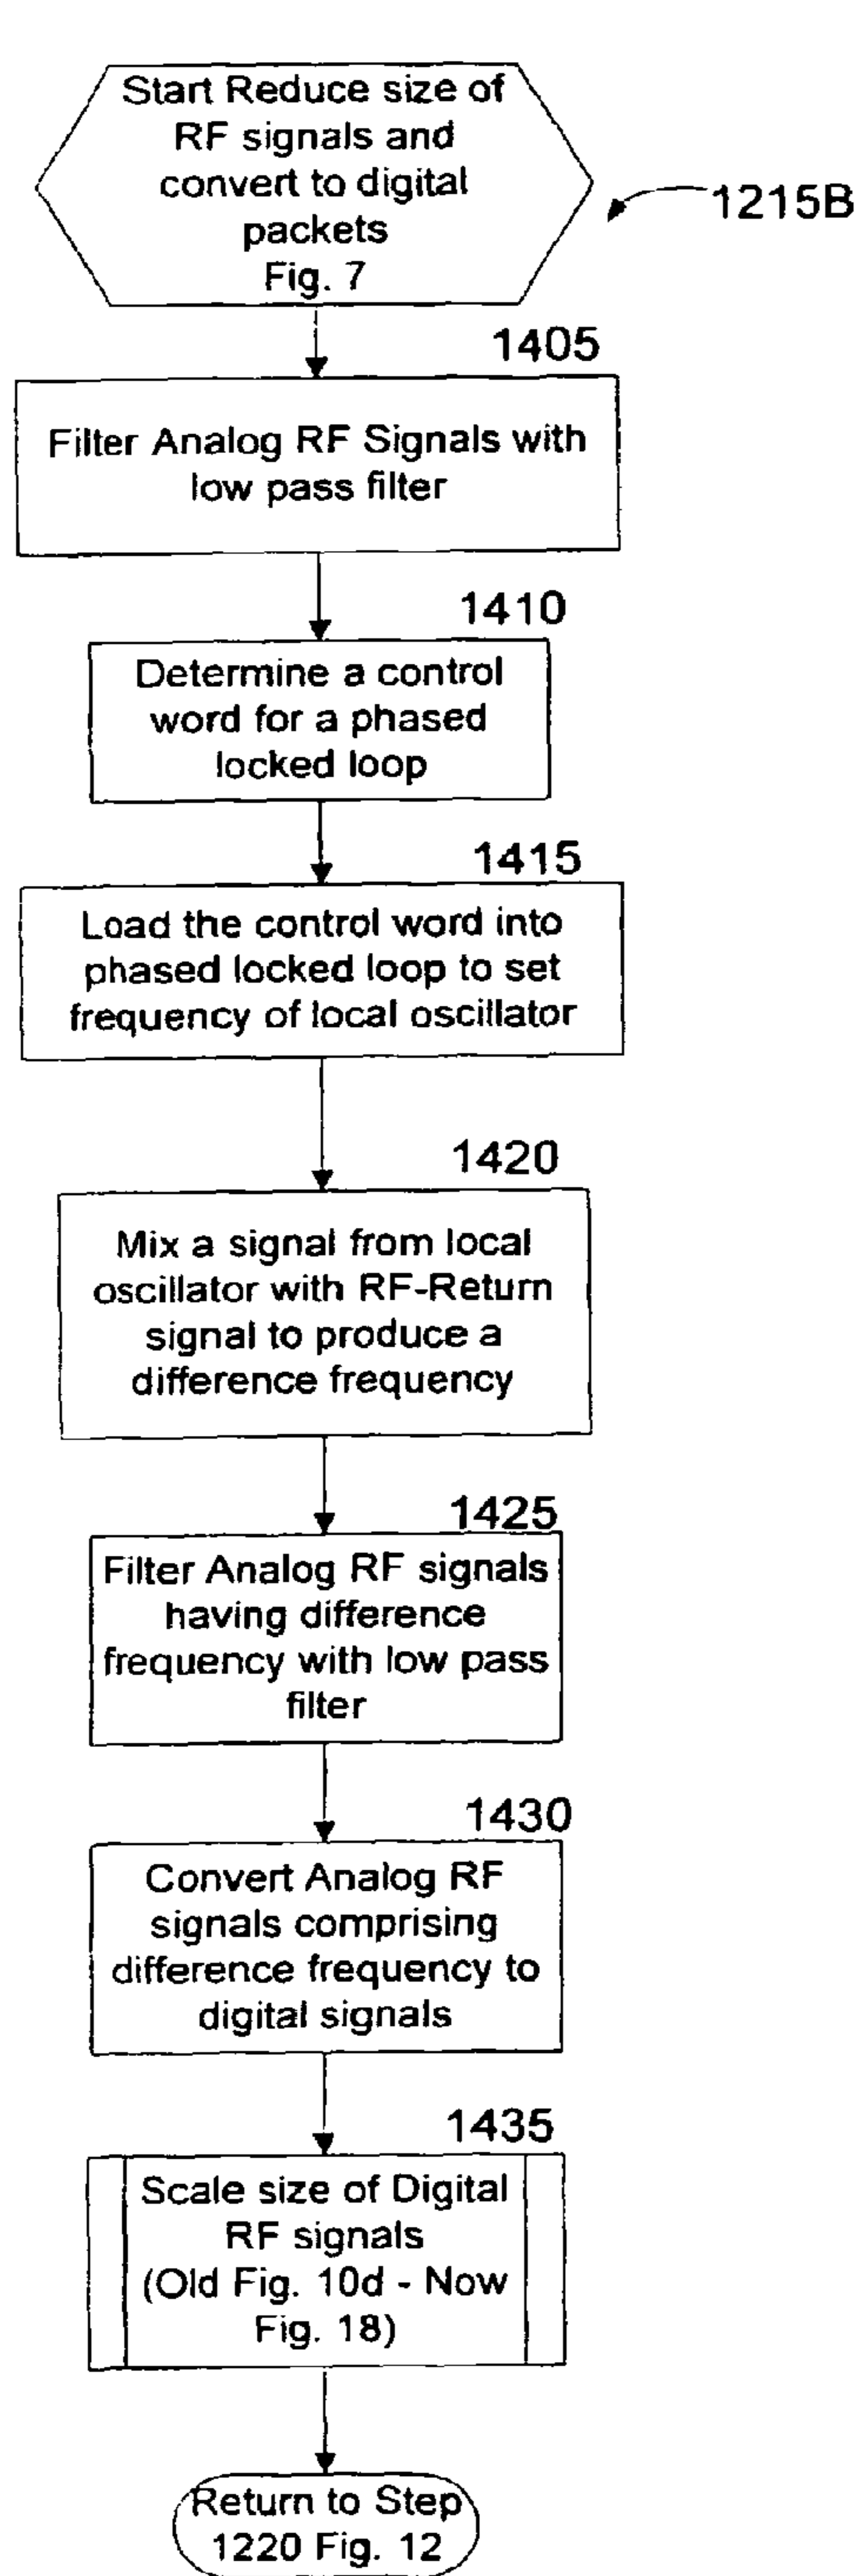 Start Reduce size of
RF signals and
convert to digital
packets
Fig. 7
1215B
1405
Filter Analog RF Signals with
low pass filter
1410
Determine a control
word for a phased
locked loop
1415
Load the control word into
phased locked loop to set
frequency of local oscillator
1420
Mix a signal from local
oscillator with RF-Return
signal to produce a
difference frequency
1425
Filter Analog RF signals
having difference
frequency with low pass
filter
1430
Convert Analog RF
signals comprising
difference frequency to
digital signals
1435
Scale size of Digital
RF signals
(Old Fig. 10d - Now
Fig. 18)
Return to Step
1220 Fig. 12